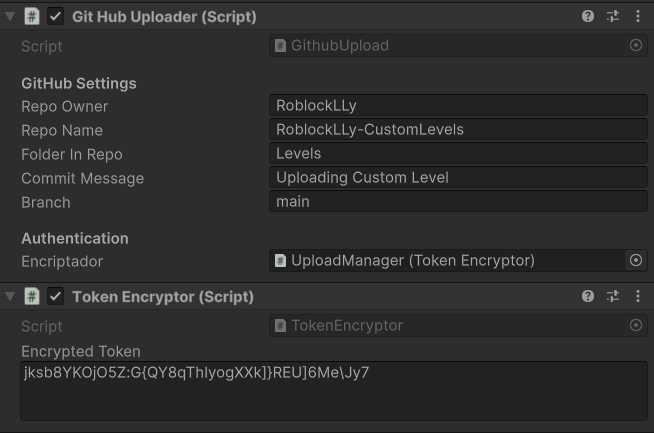 Git Hub Uploader (Script)
Script GithubUpload
GitHub Settings
Repo Owner RoblockLLy
Repo Name RoblockLLy-CustomLevels
Folder In Repo Levels
Commit Message Uploading Custom Level
Branch main
Authentication
Encriptador UploadManager (Token Encryptor)
Token Encryptor (Script)
Script TokenEncryptor
Encrypted Token
jksb8YKOjO5Z:G{QY8qThlyogXXk]}REU]6Me\Jy7